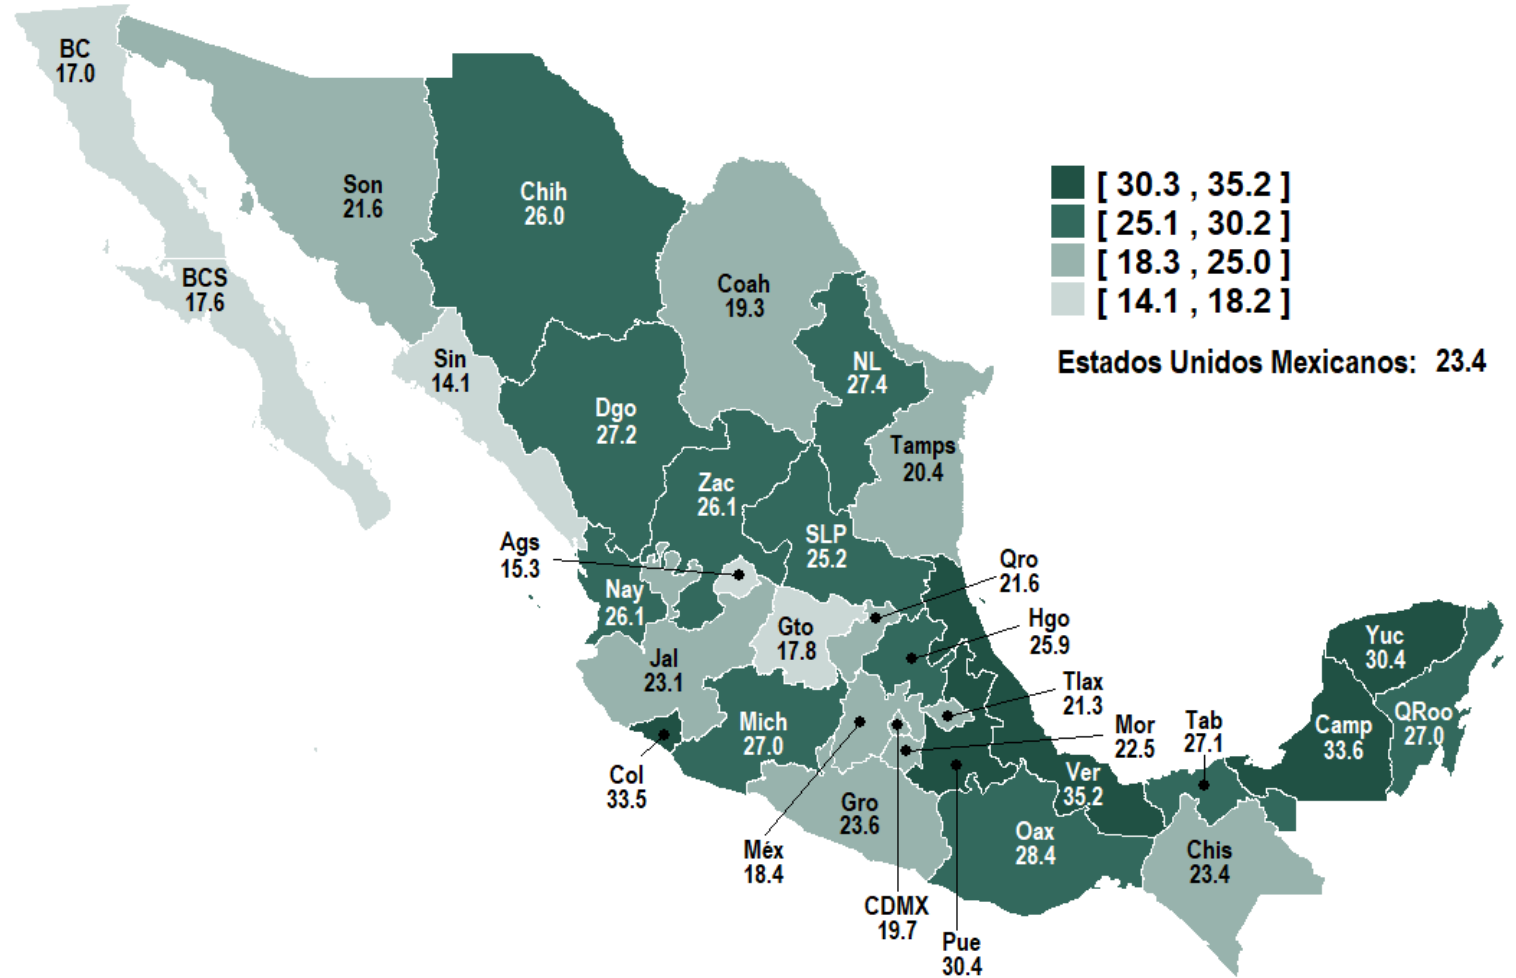 BC
17.0
Son
21.6
Chih
26.0
[ 30.3 , 35.2 ]
[ 25.1 , 30.2 ]
[ 18.3 , 25.0 ]
[ 14.1 , 18.2 ]
Estados Unidos Mexicanos: 23.4
BCS
17.6
Coah
19.3
Sin
14.1
NL
27.4
Dgo
27.2
Tamps
20.4
Zac
26.1
SLP
25.2
Ags
15.3
Qro
21.6
Nay
26.1
Gto
17.8
Hgo
25.9
Yuc
30.4
Jal
23.1
Tlax
21.3
Mich
27.0
Mor
22.5
Tab
27.1
Camp
33.6
QRoo
27.0
Col
33.5
Ver
35.2
Gro
23.6
Oax
28.4
Chis
23.4
Méx
18.4
CDMX
19.7
Pue
30.4